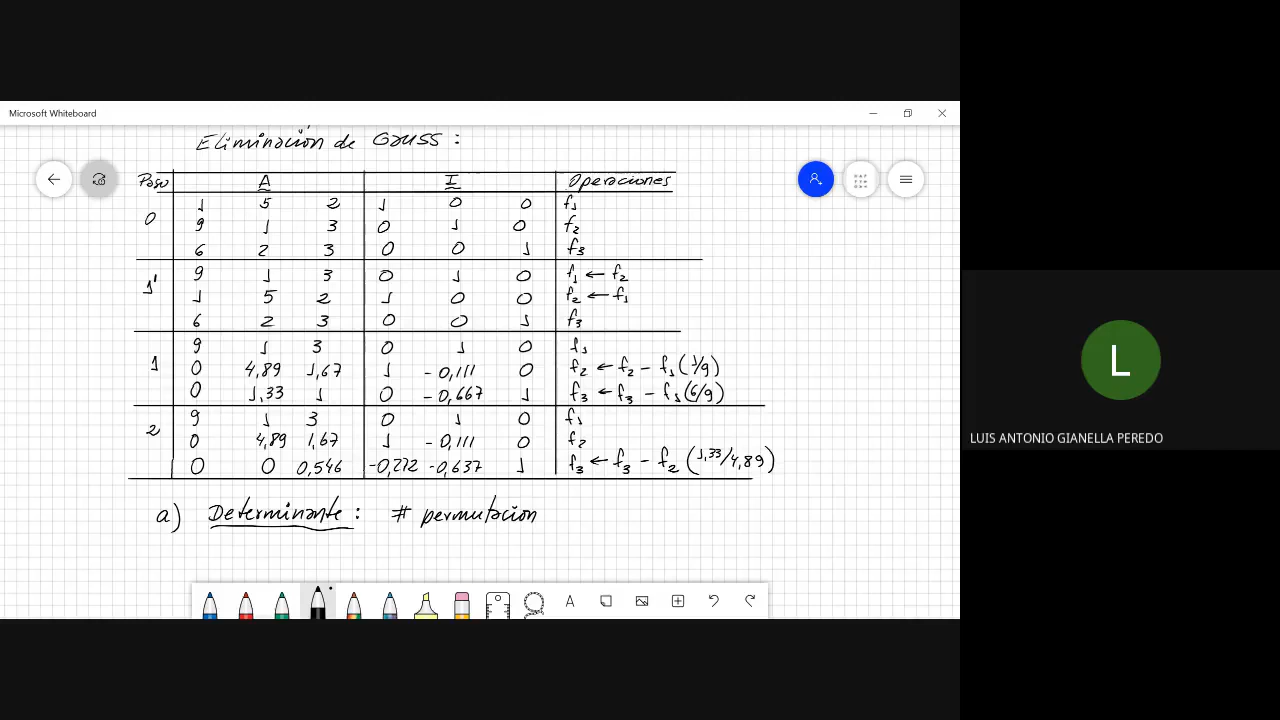 Microsoft Whiteboard
Eliminación de Gauss :
Paso A I Operaciones
0
1 5 2 1 0 0 f1
9 1 3 0 1 0 f2
6 2 3 0 0 1 f3
1'
9 1 3 0 1 0 f1 ← f2
1 5 2 1 0 0 f2 ← f1
6 2 3 0 0 1 f3
1
9 1 3 0 1 0 f1
0 4,89 1,67 1 -0,111 0 f2 ← f2 - f1(1/9)
0 1,33 1 0 -0,667 1 f3 ← f3 - f1(6/9)
2
9 1 3 0 1 0 f1
0 4,89 1,67 1 -0,111 0 f2
0 0 0,546 -0,272 -0,637 1 f3 ← f3 - f2 (1,33/4,89)
a) Determinante : # permutacion
A
L
LUIS ANTONIO GIANELLA PEREDO